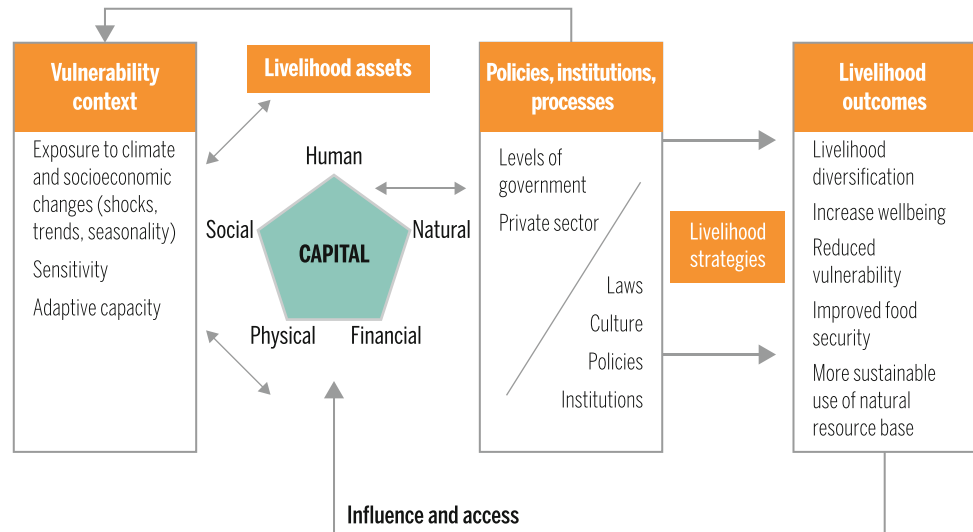 Vulnerability
context
Exposure to climate
and socioeconomic
changes (shocks,
trends, seasonality)
Sensitivity
Adaptive capacity
Livelihood assets
Human
Social
Natural
CAPITAL
Physical
Financial
Policies, institutions,
processes
Levels of
government
Private sector
Laws
Culture
Policies
Institutions
Livelihood
strategies
Livelihood
outcomes
Livelihood
diversification
Increase wellbeing
Reduced
vulnerability
Improved food
security
More sustainable
use of natural
resource base
Influence and access